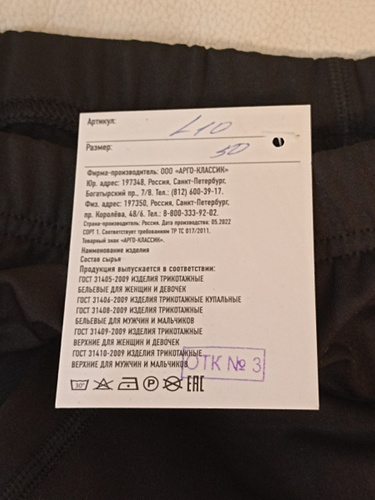 Артикул: L10
Размер: 50
Фирма-производитель: ООО «АРГО-КЛАССИК»
Юр. адрес: 197348, Россия, Санкт-Петербург,
Богатырский пр., 7/8. Тел.: (812) 600-39-17.
Физ. адрес: 197350, Россия, Санкт-Петербург,
пр. Королёва, 48/6. Т.: 8-800-333-92-02.
Страна-производитель: Россия. Дата производства: 05.2022
СОРТ 1. Соответствует требованиям ТР ТС 017/2011.
Товарный знак «АРГО-КЛАССИК».
Наименование изделия
Состав сырья
Продукция выпускается в соответствии:
ГОСТ 31405-2009 ИЗДЕЛИЯ ТРИКОТАЖНЫЕ
БЕЛЬЕВЫЕ ДЛЯ ЖЕНЩИН И ДЕВОЧЕК
ГОСТ 31406-2009 ИЗДЕЛИЯ ТРИКОТАЖНЫЕ КУПАЛЬНЫЕ
ГОСТ 31408-2009 ИЗДЕЛИЯ ТРИКОТАЖНЫЕ
БЕЛЬЕВЫЕ ДЛЯ МУЖЧИН И МАЛЬЧИКОВ
ГОСТ 31409-2009 ИЗДЕЛИЯ ТРИКОТАЖНЫЕ
ВЕРХНИЕ ДЛЯ ЖЕНЩИН И ДЕВОЧЕК
ГОСТ 31410-2009 ИЗДЕЛИЯ ТРИКОТАЖНЫЕ
ВЕРХНИЕ ДЛЯ МУЖЧИН И МАЛЬЧИКОВ
ОТК № 3
30° P EAC